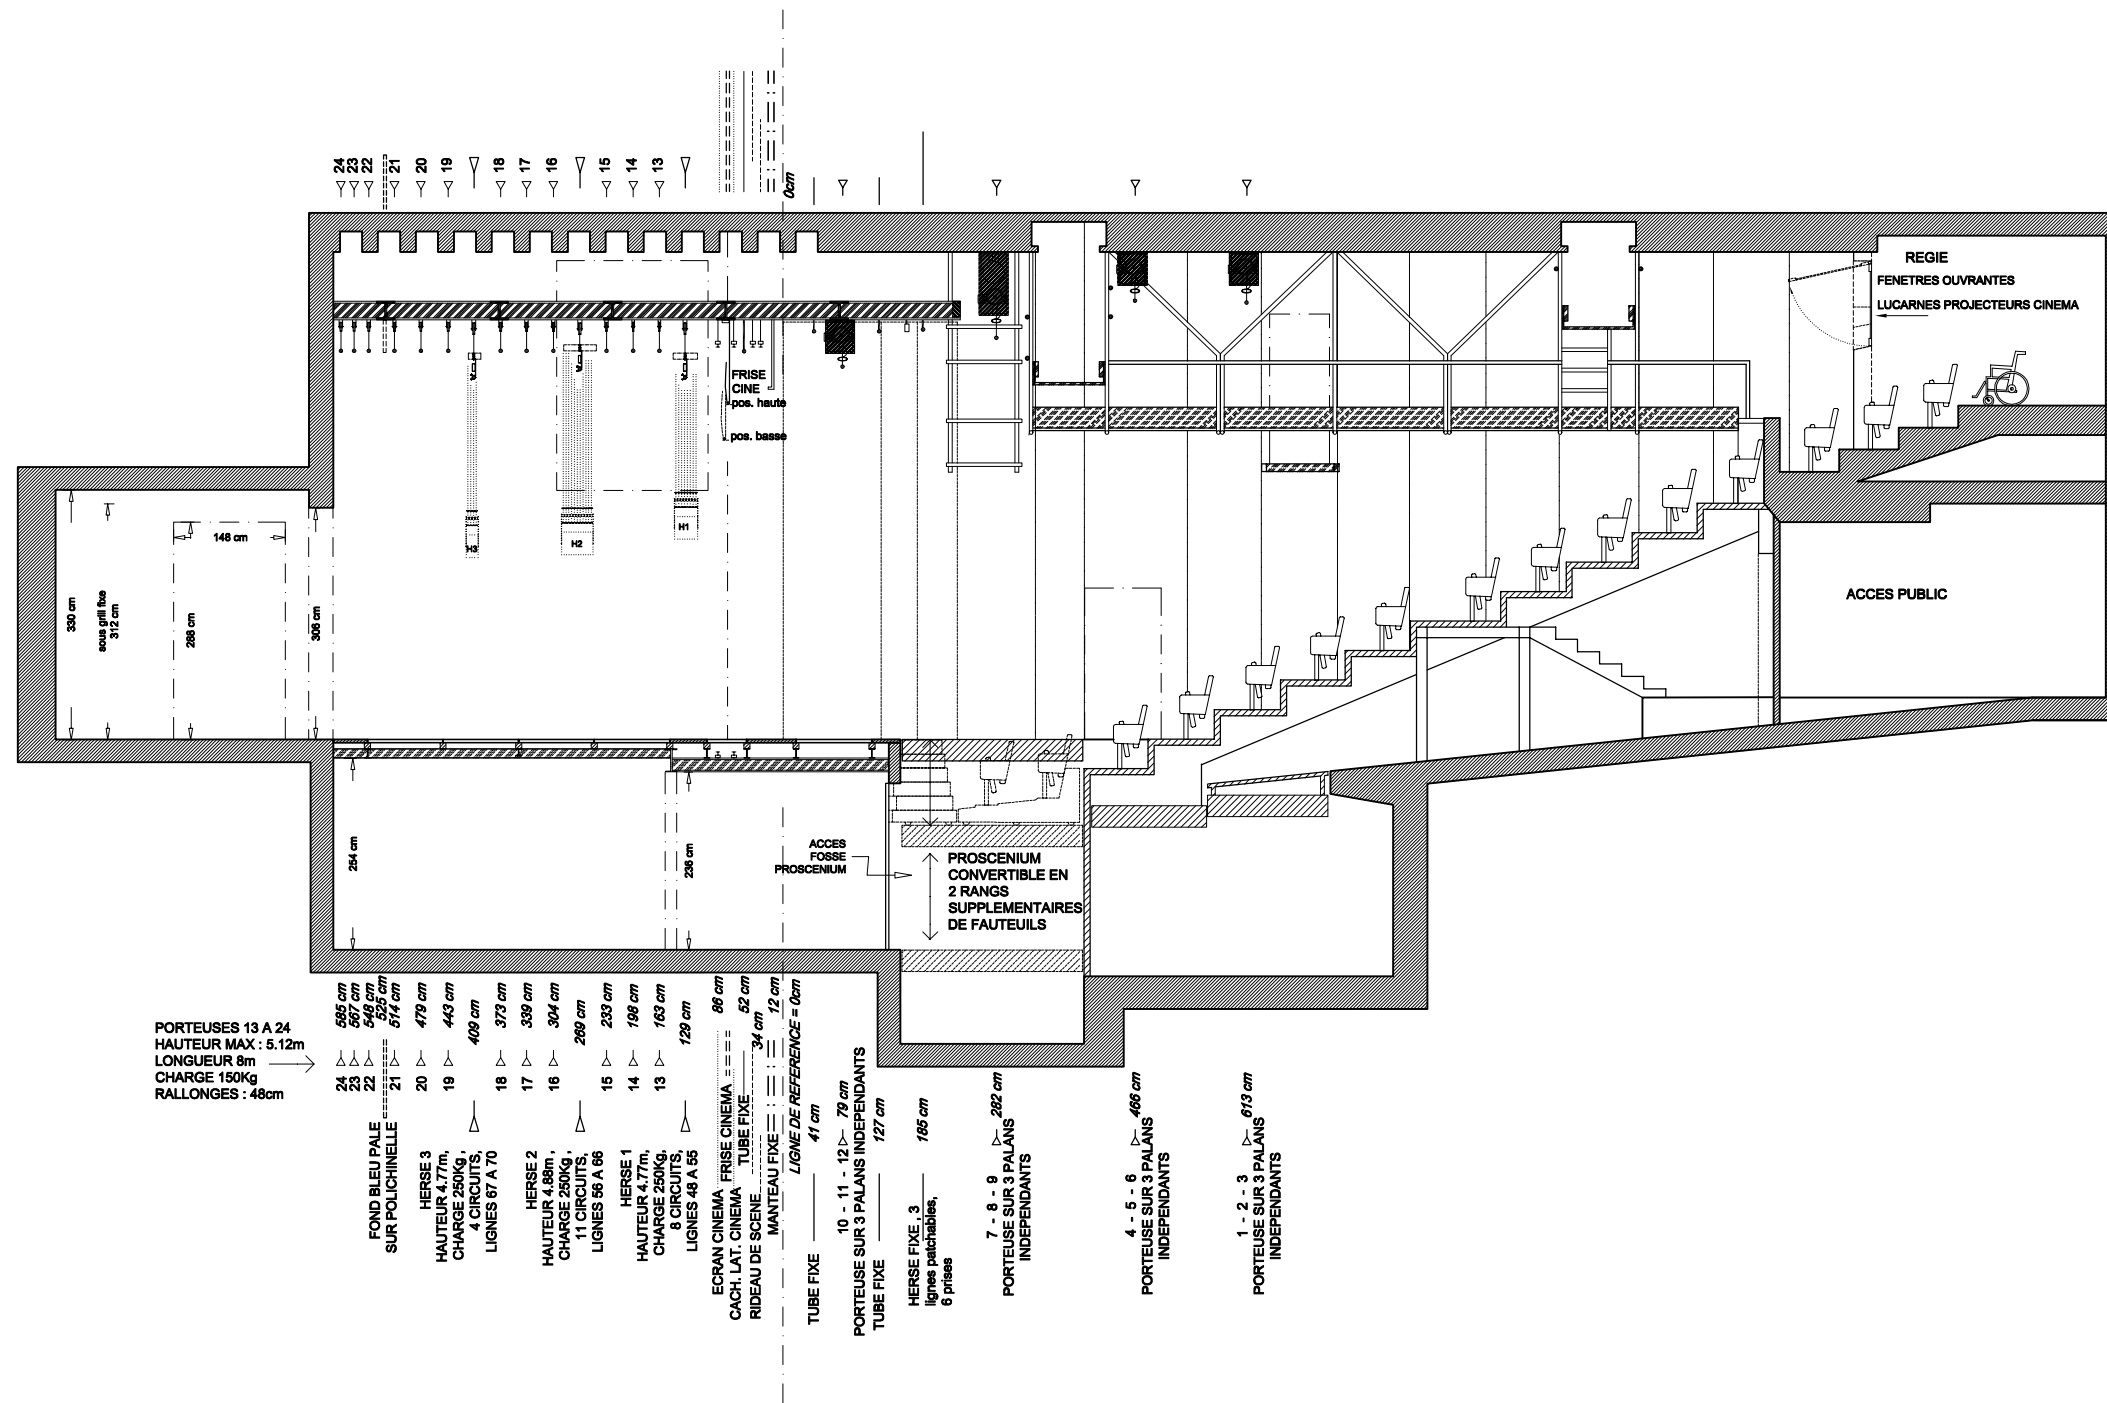 24
23
22
21
20
19
18
17
16
15
14
13
0cm
REGIE
FENETRES OUVRANTES
LUCARNES PROJECTEURS CINEMA
FRISE
CINE
pos. haute
pos. basse
H3
H2
H1
148 cm
330 cm
sous grill fixe
312 cm
288 cm
306 cm
ACCES PUBLIC
254 cm
236 cm
ACCES
FOSSE
PROSCENIUM
PROSCENIUM
CONVERTIBLE EN
2 RANGS
SUPPLEMENTAIRES
DE FAUTEUILS
PORTEUSES 13 A 24
HAUTEUR MAX : 5.12m
LONGUEUR 8m
CHARGE 150Kg
RALLONGES : 48cm
24 585 cm
23 567 cm
22 548 cm
FOND BLEU PALE
SUR POLICHINELLE
525 cm
21 514 cm
20 479 cm
19 443 cm
HERSE 3
HAUTEUR 4.77m,
CHARGE 250Kg,
4 CIRCUITS,
LIGNES 67 A 70
409 cm
18 373 cm
17 339 cm
16 304 cm
HERSE 2
HAUTEUR 4.88m,
CHARGE 250Kg,
11 CIRCUITS,
LIGNES 56 A 66
269 cm
15 233 cm
14 198 cm
13 163 cm
HERSE 1
HAUTEUR 4.77m,
CHARGE 250Kg,
8 CIRCUITS,
LIGNES 48 A 55
129 cm
ECRAN CINEMA
86 cm
FRISE CINEMA
CACH. LAT. CINEMA
TUBE FIXE
52 cm
RIDEAU DE SCENE
34 cm
MANTEAU FIXE
12 cm
LIGNE DE REFERENCE = 0cm
TUBE FIXE 41 cm
10 - 11 - 12 79 cm
PORTEUSE SUR 3 PALANS INDEPENDANTS
TUBE FIXE 127 cm
HERSE FIXE , 3
lignes patchables,
6 prises
185 cm
7 - 8 - 9 282 cm
PORTEUSE SUR 3 PALANS
INDEPENDANTS
4 - 5 - 6 466 cm
PORTEUSE SUR 3 PALANS
INDEPENDANTS
1 - 2 - 3 613 cm
PORTEUSE SUR 3 PALANS
INDEPENDANTS